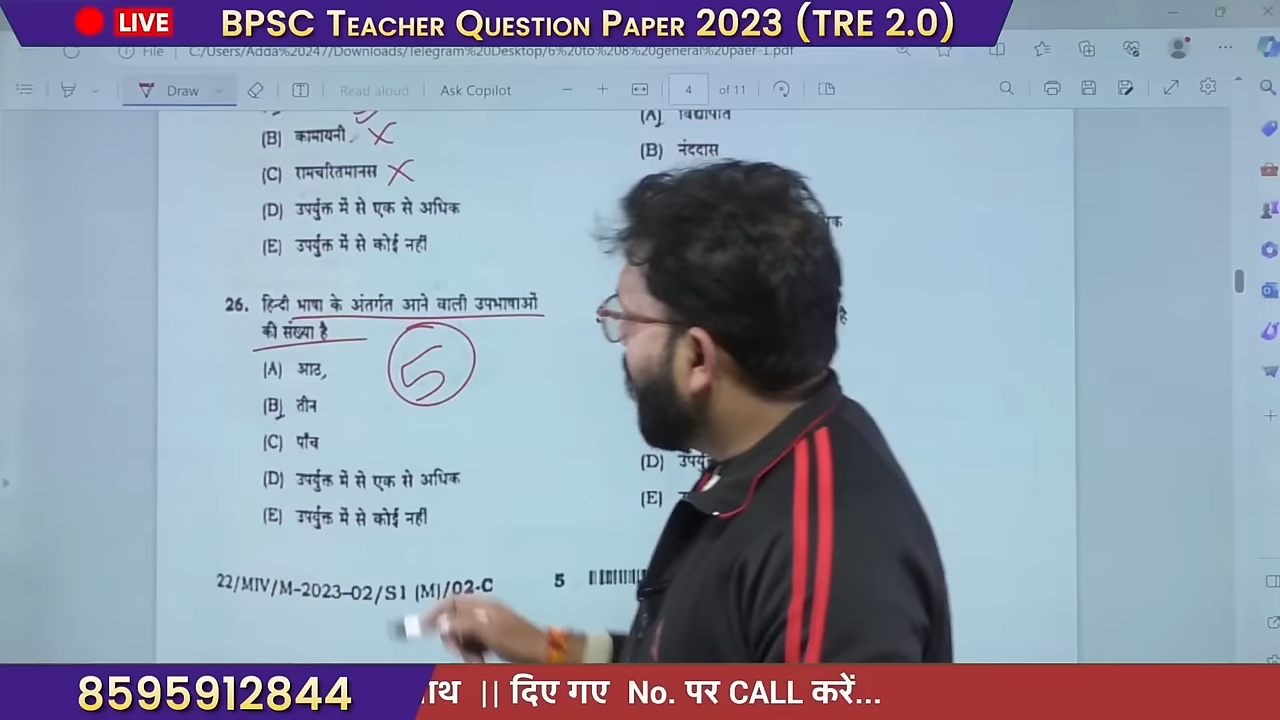 LIVE BPSC TEACHER QUESTION PAPER 2023 (TRE 2.0)
File C:/Users/Adda%20247/Downloads/Telegram%20Desktop/6%20to%208%20general%20paer-1.pdf
Draw Read aloud Ask Copilot 4 of 11
(B) कामायनी
(C) रामचरितमानस
(D) उपर्युक्त में से एक से अधिक
(E) उपर्युक्त में से कोई नहीं
26. हिन्दी भाषा के अंतर्गत आने वाली उपभाषाओं
की संख्या है
5
(A) आठ
(B) तीन
(C) पाँच
(D) उपर्युक्त में से एक से अधिक
(E) उपर्युक्त में से कोई नहीं
22/MIV/M-2023-02/S1 (M)/02-C 5
(A) विद्यापति
(B) नंददास
(D)
(E)
8595912844 || दिए गए No. पर CALL करें...